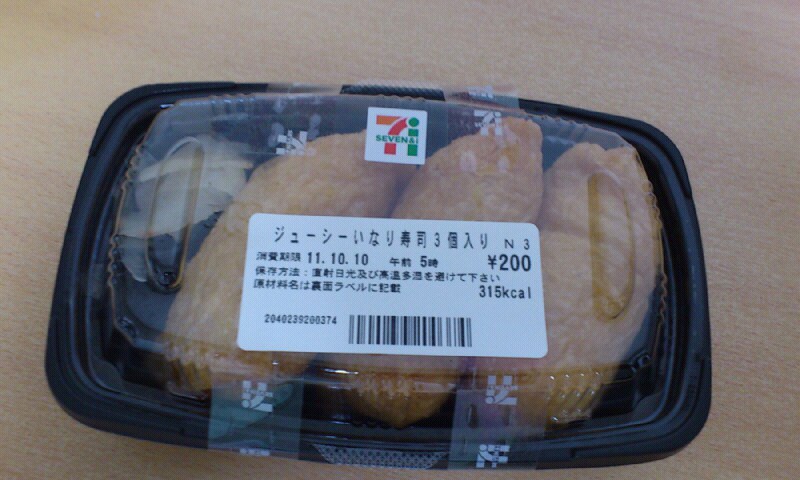 SEVEN&i
ジューシーいなり寿司3個入り N3
消費期限 11.10.10 午前 5時 ¥200
保存方法:直射日光及び高温多湿を避けて下さい
原材料名は裏面ラベルに記載 315kcal
2040239200374